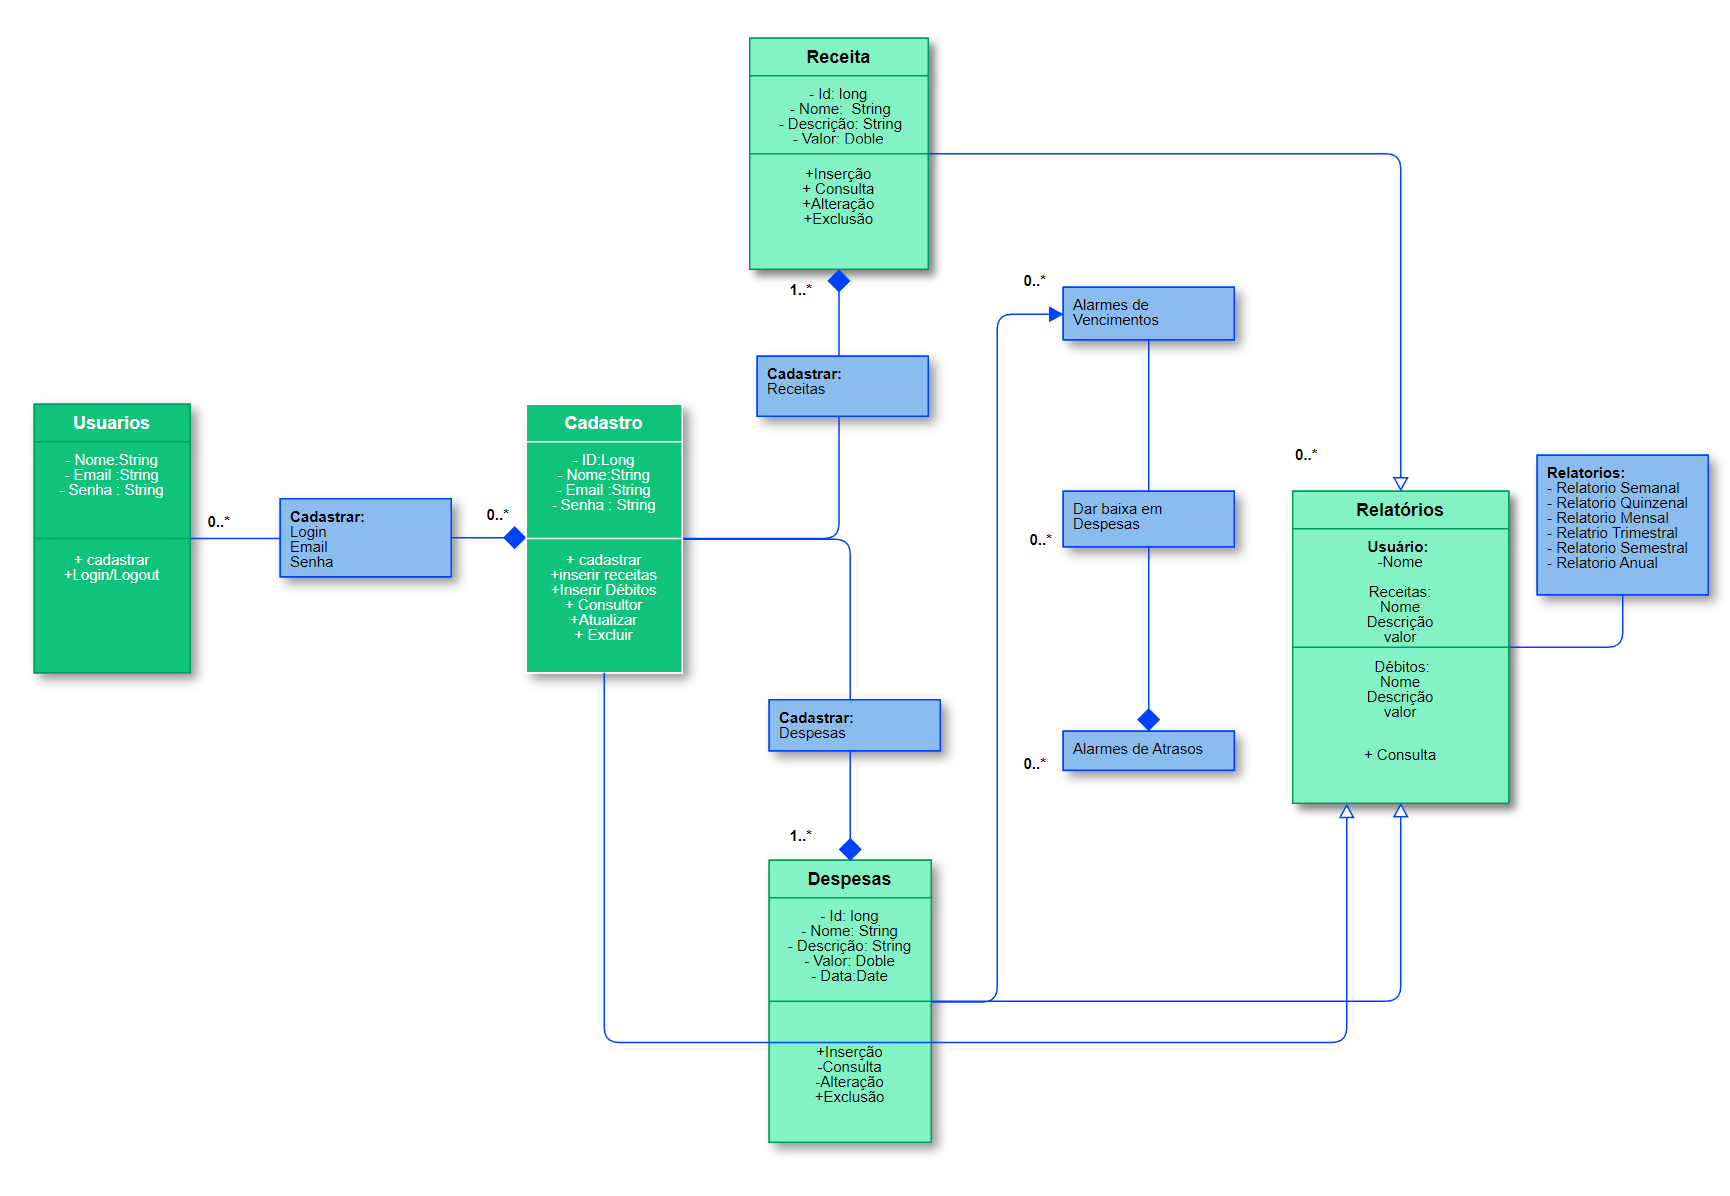 Receita
- Id: long
- Nome:  String
- Descrição: String
- Valor: Doble
+Inserção
+ Consulta
+Alteração
+Exclusão
1..*
Cadastrar:
Receitas
Usuarios
- Nome:String
- Email :String
- Senha : String
+ cadastrar
+Login/Logout
0..*
Cadastrar:
Login
Email
Senha
0..*
Cadastro
- ID:Long
- Nome:String
- Email :String
- Senha : String
+ cadastrar
+inserir receitas
+Inserir Débitos
+ Consultor
+Atualizar
+ Excluir
Cadastrar:
Despesas
1..*
Despesas
- Id: long
- Nome: String
- Descrição: String
- Valor: Doble
- Data:Date
+Inserção
-Consulta
-Alteração
+Exclusão
0..*
Alarmes de
Vencimentos
Dar baixa em
Despesas
0..*
Alarmes de Atrasos
0..*
0..*
Relatórios
Usuário:
-Nome
Receitas:
Nome
Descrição
valor
Débitos:
Nome
Descrição
valor
+ Consulta
Relatorios:
- Relatorio Semanal
- Relatorio Quinzenal
- Relatorio Mensal
- Relatrio Trimestral
- Relatorio Semestral
- Relatorio Anual